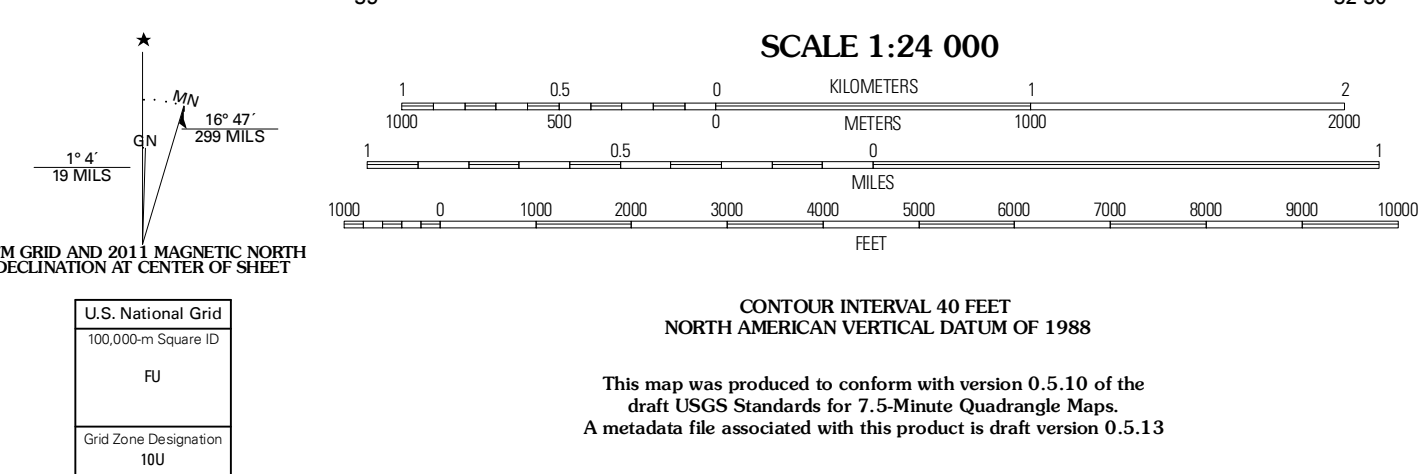 SCALE 1:24 000
MN
16° 47´
299 MILS
GN
1° 4´
19 MILS
M GRID AND 2011 MAGNETIC NORTH
DECLINATION AT CENTER OF SHEET
U.S. National Grid
100,000-m Square ID
FU
Grid Zone Designation
10U
1 0.5 0 KILOMETERS 1 2
1000 500 0 METERS 1000 2000
1 0.5 0 1
MILES
1000 0 1000 2000 3000 4000 5000 6000 7000 8000 9000 10000
FEET
CONTOUR INTERVAL 40 FEET
NORTH AMERICAN VERTICAL DATUM OF 1988
This map was produced to conform with version 0.5.10 of the
draft USGS Standards for 7.5-Minute Quadrangle Maps.
A metadata file associated with this product is draft version 0.5.13